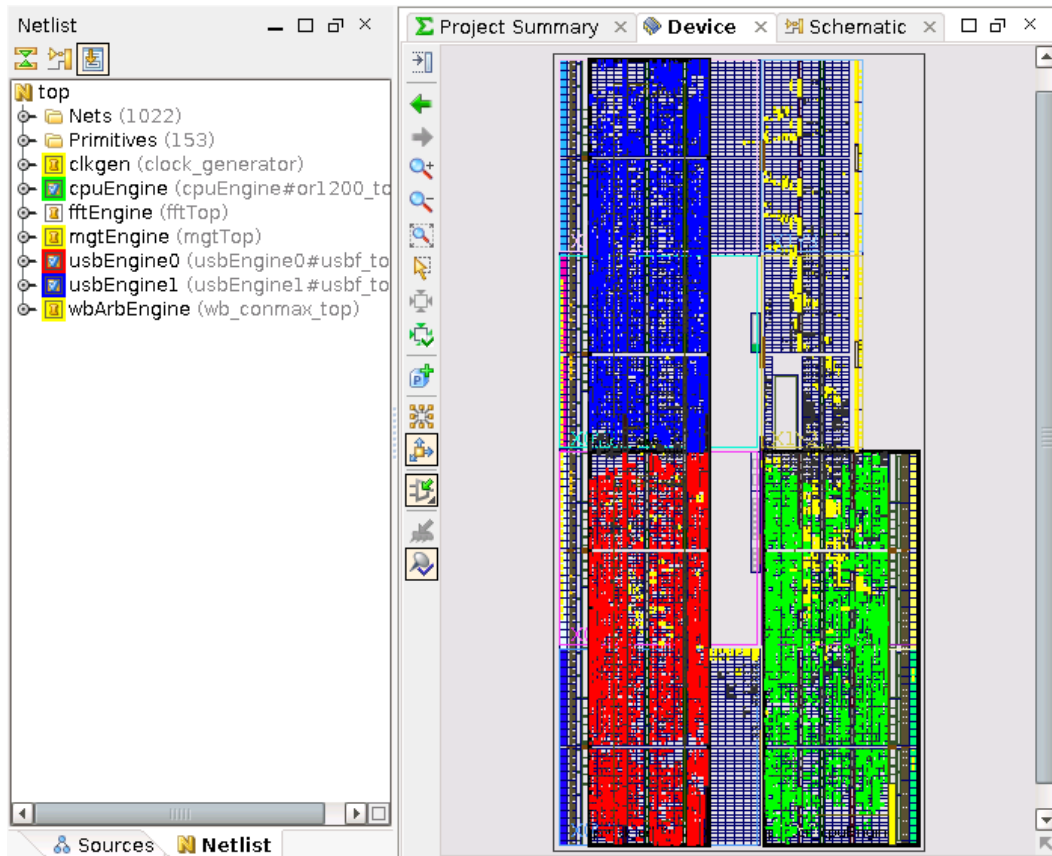 Netlist
top
Nets (1022)
Primitives (153)
clkgen (clock_generator)
cpuEngine (cpuEngine#or1200_to
fftEngine (fftTop)
mgtEngine (mgtTop)
usbEngine0 (usbEngine0#usbf_to
usbEngine1 (usbEngine1#usbf_to
wbArbEngine (wb_conmax_top)
Sources
Netlist
Project Summary
Device
Schematic